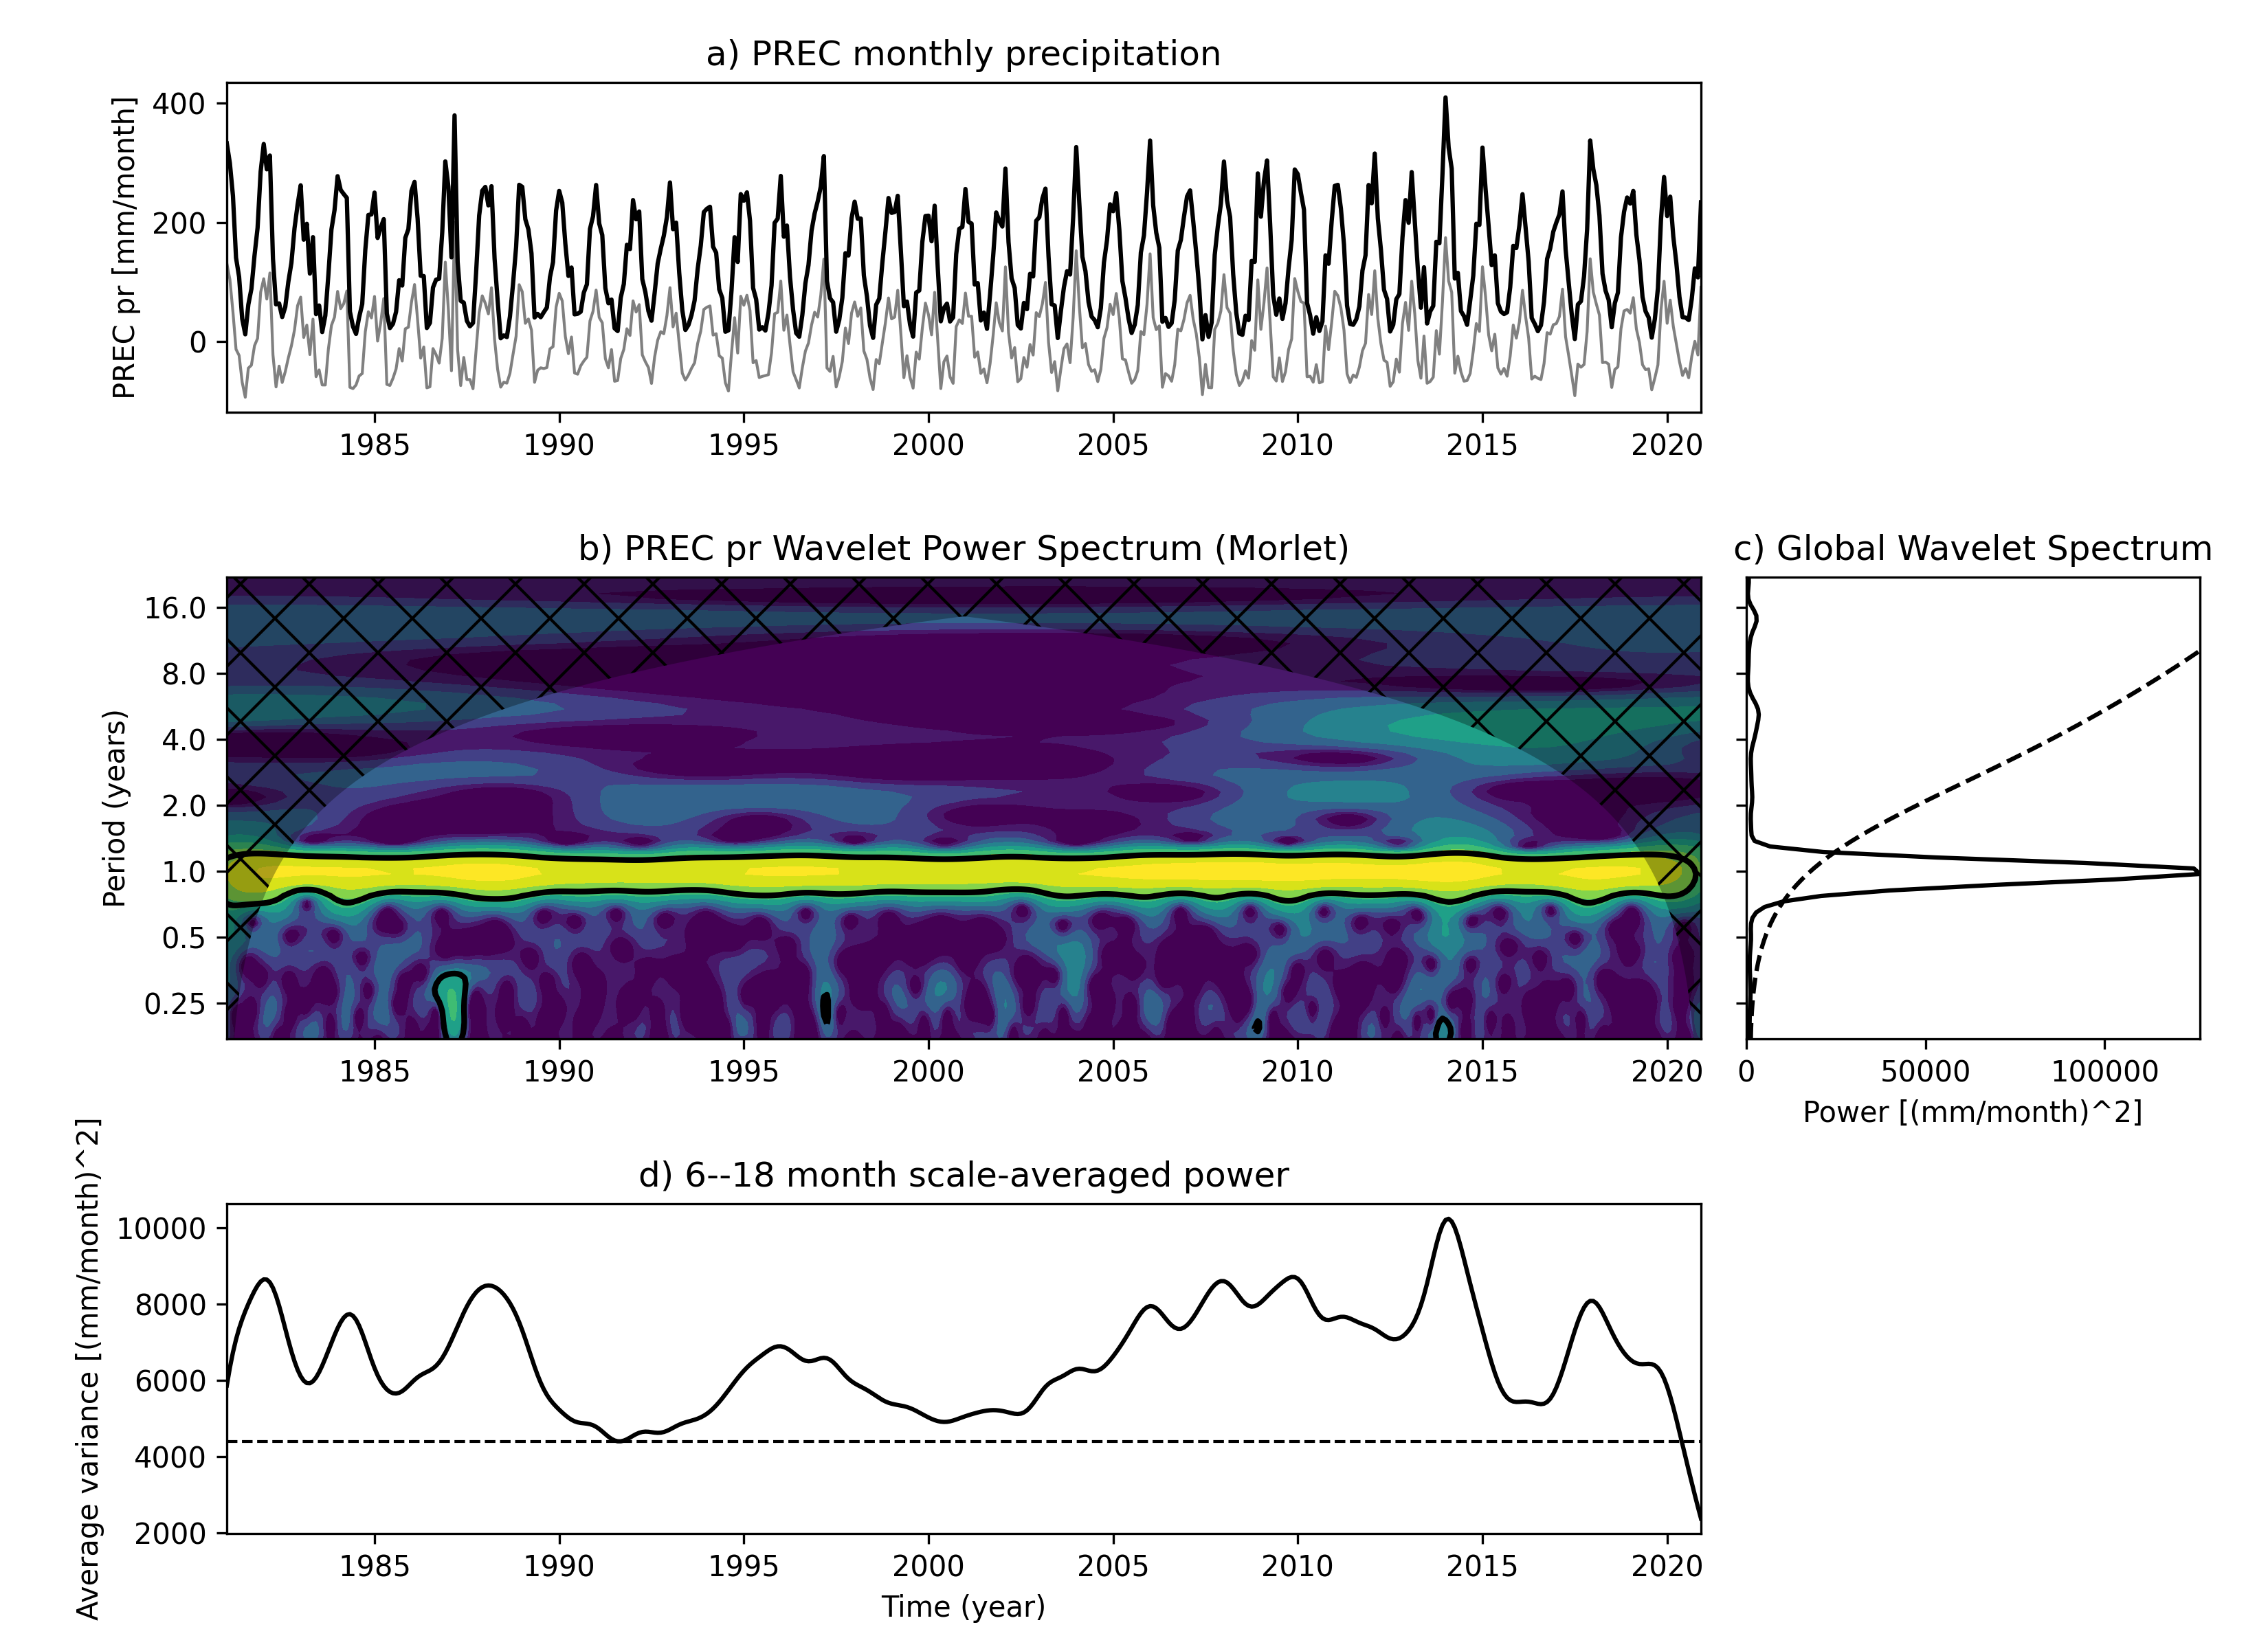 a) PREC monthly precipitation
PREC pr [mm/month]
400
200
0
1985 1990 1995 2000 2005 2010 2015 2020
b) PREC pr Wavelet Power Spectrum (Morlet)
Period (years)
16.0
8.0
4.0
2.0
1.0
0.5
0.25
1985 1990 1995 2000 2005 2010 2015 2020
c) Global Wavelet Spectrum
0 50000 100000
Power [(mm/month)^2]
d) 6--18 month scale-averaged power
Average variance [(mm/month)^2]
10000
8000
6000
4000
2000
1985 1990 1995 2000 2005 2010 2015 2020
Time (year)